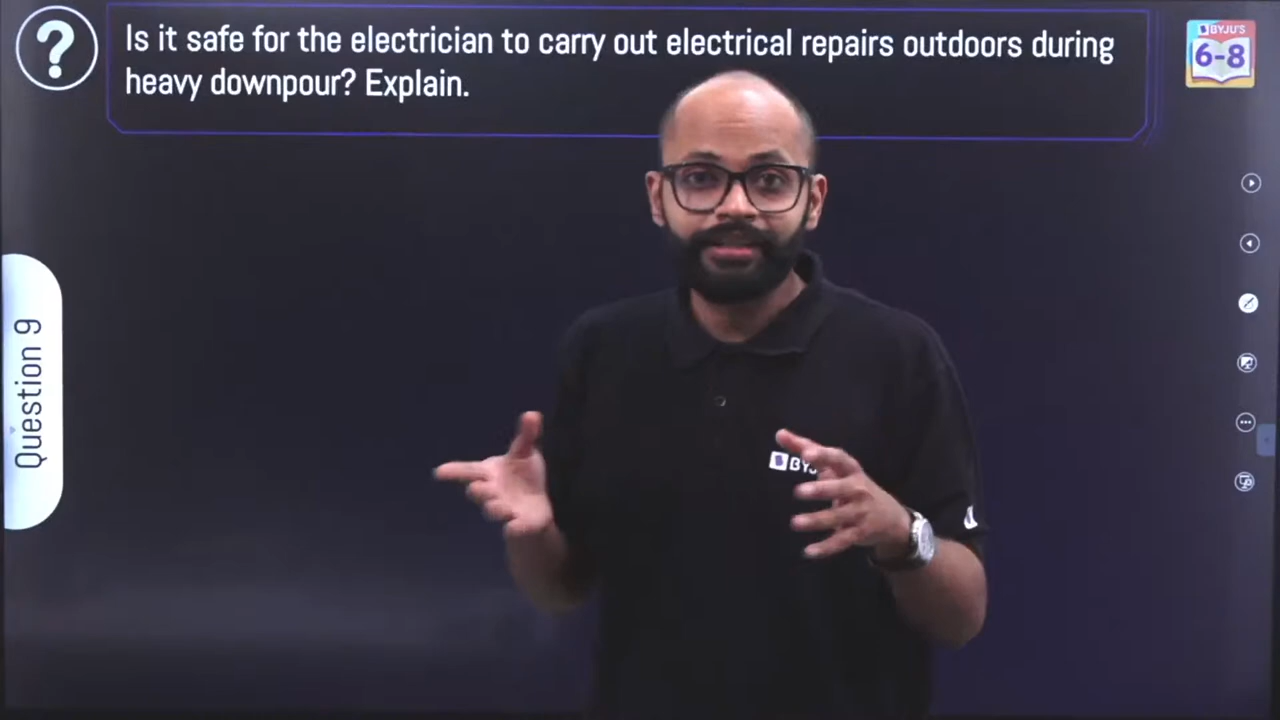 ?
Is it safe for the electrician to carry out electrical repairs outdoors during
heavy downpour? Explain.
BYJU'S
6-8
Question 9
BYJ